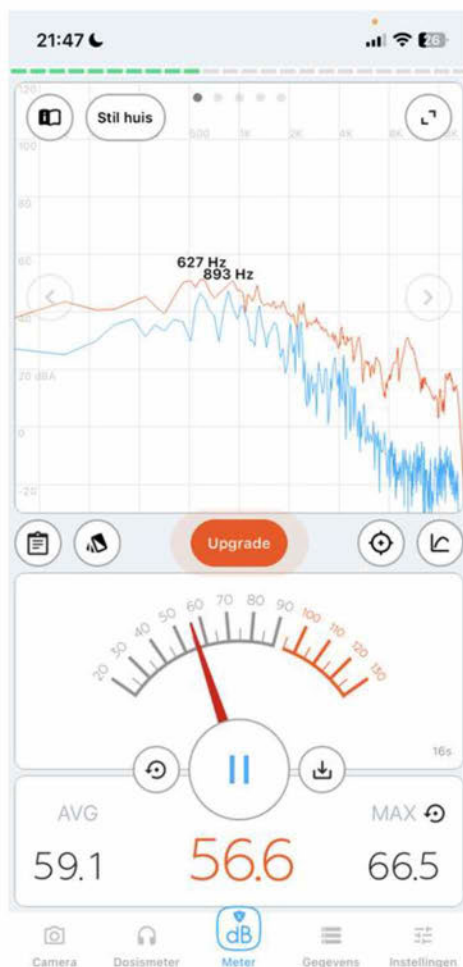 21:47
26
120
Stil huis
500 1K 2K 4K 8K
100
80
60
627 Hz
893 Hz
40
20 dBA
0
-20
Upgrade
20 30 40 50 60 70 80 90 100 110 120 130
16s
AVG
MAX
59.1
56.6
66.5
dB
Camera
Dosismeter
Meter
Gegevens
Instellingen